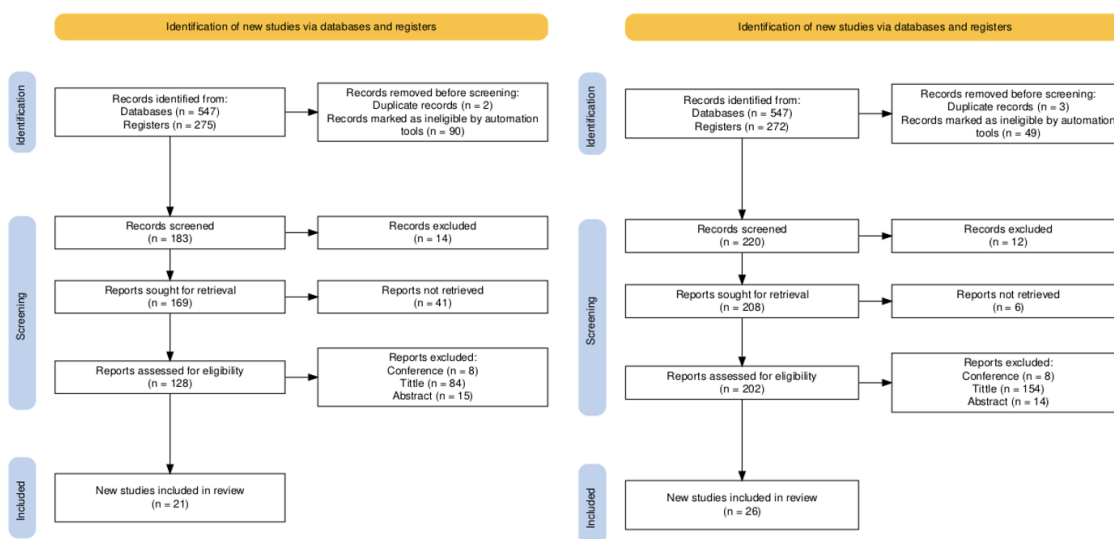 Identification of new studies via databases and registers
Identification
Records identified from:
Databases (n = 547)
Registers (n = 275)
Records removed before screening:
Duplicate records (n = 2)
Records marked as ineligible by automation
tools (n = 90)
Screening
Records screened
(n = 183)
Records excluded
(n = 14)
Reports sought for retrieval
(n = 169)
Reports not retrieved
(n = 41)
Reports assessed for eligibility
(n = 128)
Reports excluded:
Conference (n = 8)
Tittle (n = 84)
Abstract (n = 15)
Included
New studies included in review
(n = 21)
Identification of new studies via databases and registers
Identification
Records identified from:
Databases (n = 547)
Registers (n = 272)
Records removed before screening:
Duplicate records (n = 3)
Records marked as ineligible by automation
tools (n = 49)
Screening
Records screened
(n = 220)
Records excluded
(n = 12)
Reports sought for retrieval
(n = 208)
Reports not retrieved
(n = 6)
Reports assessed for eligibility
(n = 202)
Reports excluded:
Conference (n = 8)
Tittle (n = 154)
Abstract (n = 14)
Included
New studies included in review
(n = 26)